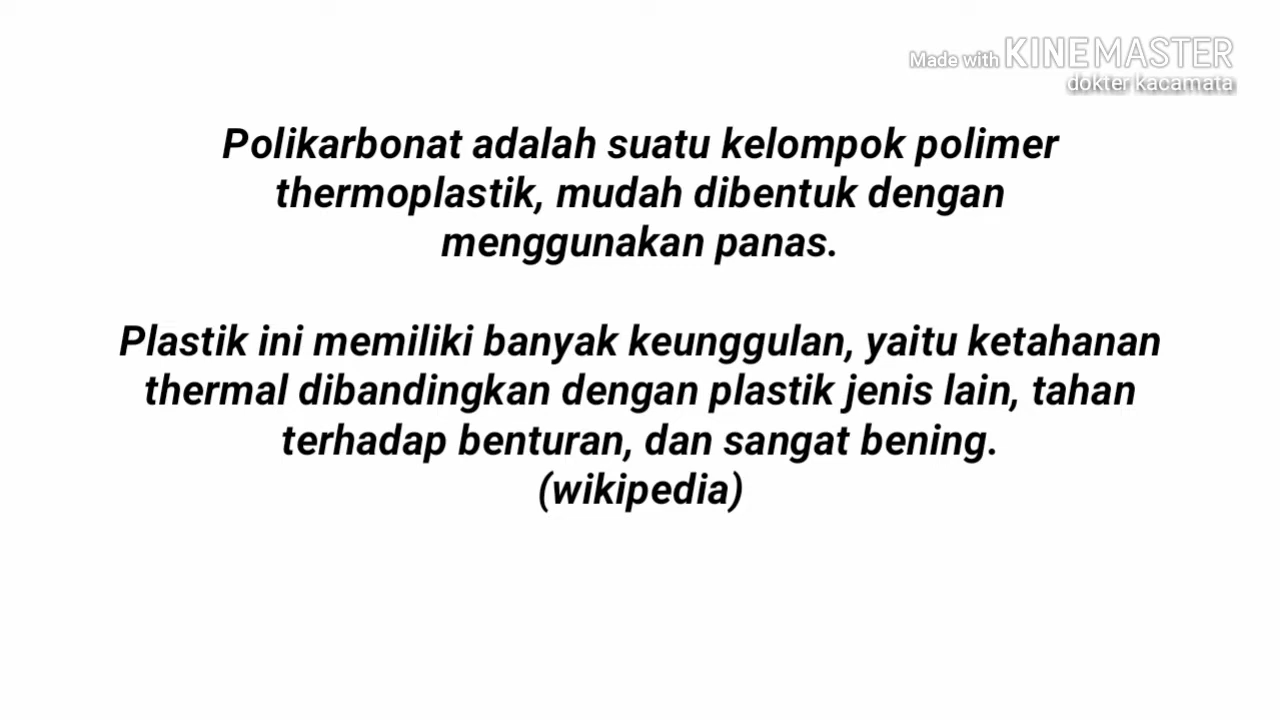 Made with KINEMASTER
dokter kacamata
Polikarbonat adalah suatu kelompok polimer
thermoplastik, mudah dibentuk dengan
menggunakan panas.
Plastik ini memiliki banyak keunggulan, yaitu ketahanan
thermal dibandingkan dengan plastik jenis lain, tahan
terhadap benturan, dan sangat bening.
(wikipedia)